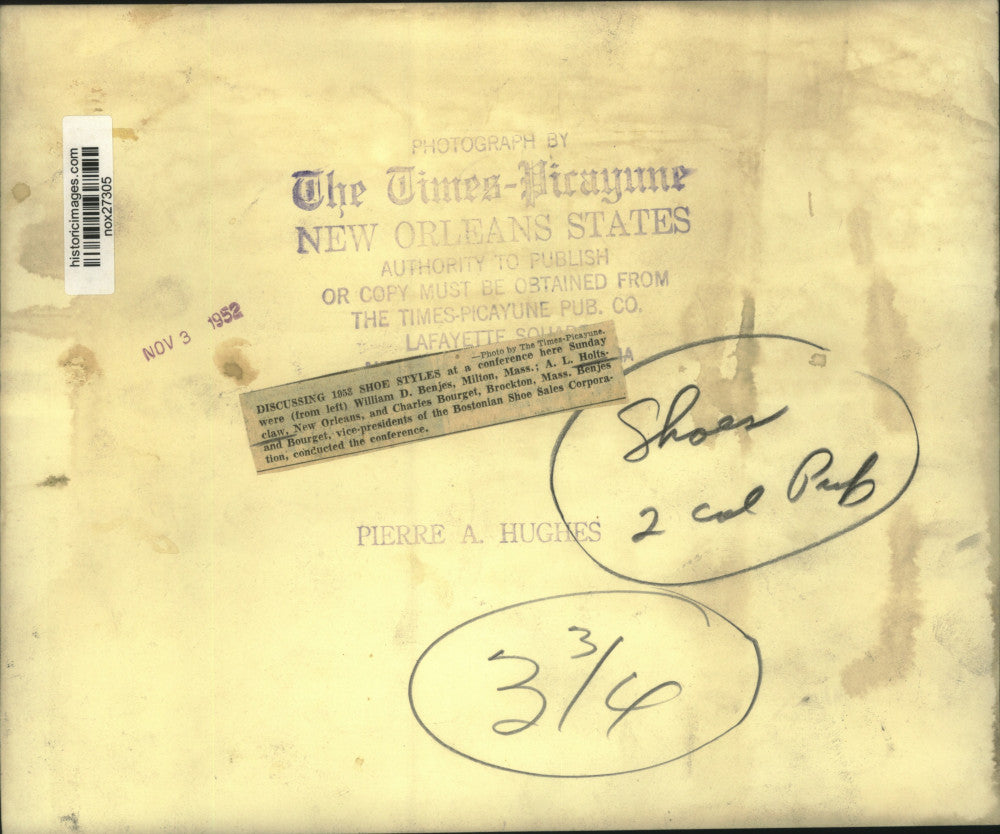 historicimages.com
nox27305
PHOTOGRAPH BY
The Times-Picayune
NEW ORLEANS STATES
AUTHORITY TO PUBLISH
OR COPY MUST BE OBTAINED FROM
THE TIMES-PICAYUNE PUB. CO.
LAFAYETTE SQUARE
NOV 3 1952
—Photo by The Times-Picayune.
DISCUSSING 1953 SHOE STYLES at a conference here Sunday
were (from left) William D. Benjes, Milton, Mass.; A. L. Holts-
claw, New Orleans, and Charles Bourget, Brockton, Mass. Benjes
and Bourget, vice-presidents of the Bostonian Shoe Sales Corpora-
tion, conducted the conference.
Shoes
2 col Pub
PIERRE A. HUGHES
3 3/4